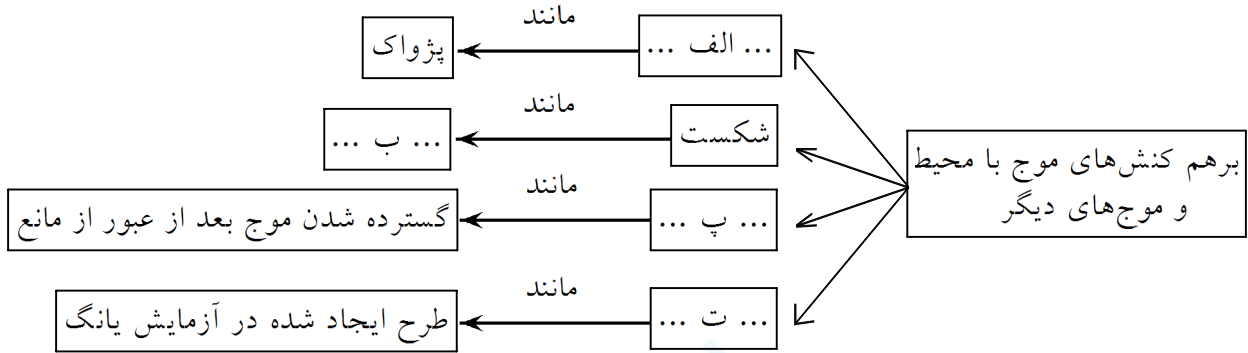 برهم کنش‌های موج با محیط
و موج‌های دیگر
... الف ...
مانند
پژواک
شکست
مانند
... ب ...
... پ ...
مانند
گسترده شدن موج بعد از عبور از مانع
... ت ...
مانند
طرح ایجاد شده در آزمایش یانگ